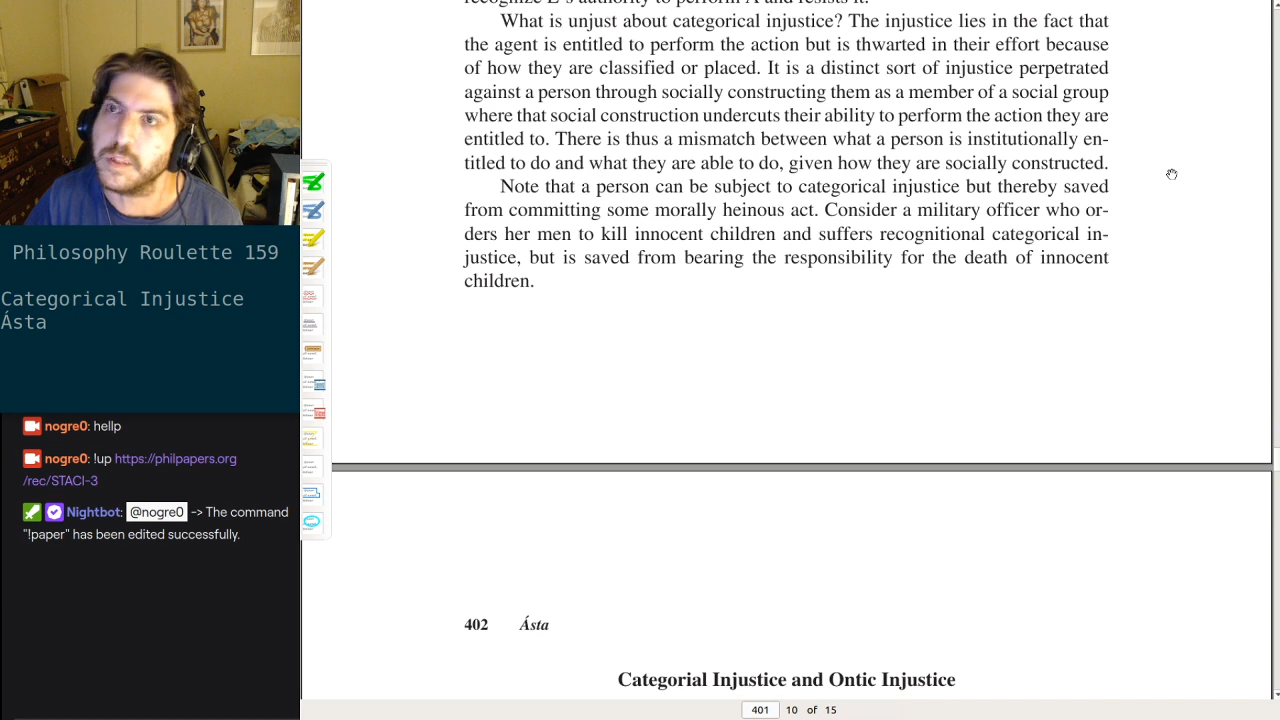 recognize E's authority to perform A and resists it.
What is unjust about categorical injustice? The injustice lies in the fact that
the agent is entitled to perform the action but is thwarted in their effort because
of how they are classified or placed. It is a distinct sort of injustice perpetrated
against a person through socially constructing them as a member of a social group
where that social construction undercuts their ability to perform the action they are
entitled to. There is thus a mismatch between what a person is institutionally en-
titled to do and what they are able to do, given how they are socially constructed.
Note that a person can be subject to categorical injustice but thereby saved
from committing some morally heinous act. Consider a military officer who or-
ders her men to kill innocent children and suffers recognitional categorical in-
justice, but is saved from bearing the responsibility for the death of innocent
children.
402 Ásta
Categorial Injustice and Ontic Injustice
401 10 of 15
Philosophy Roulette 159
Categorical Injustice
Ásta
nogre0: hellp
nogre0: !up https://philpapers.org
/rec/STACI-3
Nightbot: @nogre0 -> The command
"!paper" has been edited successfully.